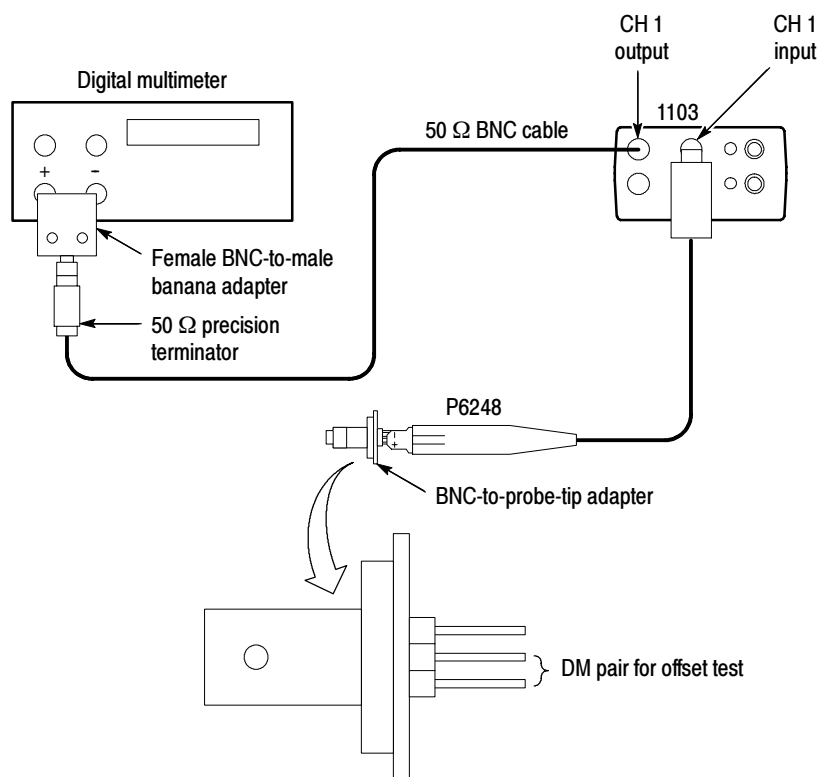 CH 1
output
CH 1
input
Digital multimeter
1103
50 Ω BNC cable
+ -
Female BNC-to-male
banana adapter
50 Ω precision
terminator
P6248
-
+
BNC-to-probe-tip adapter
DM pair for offset test